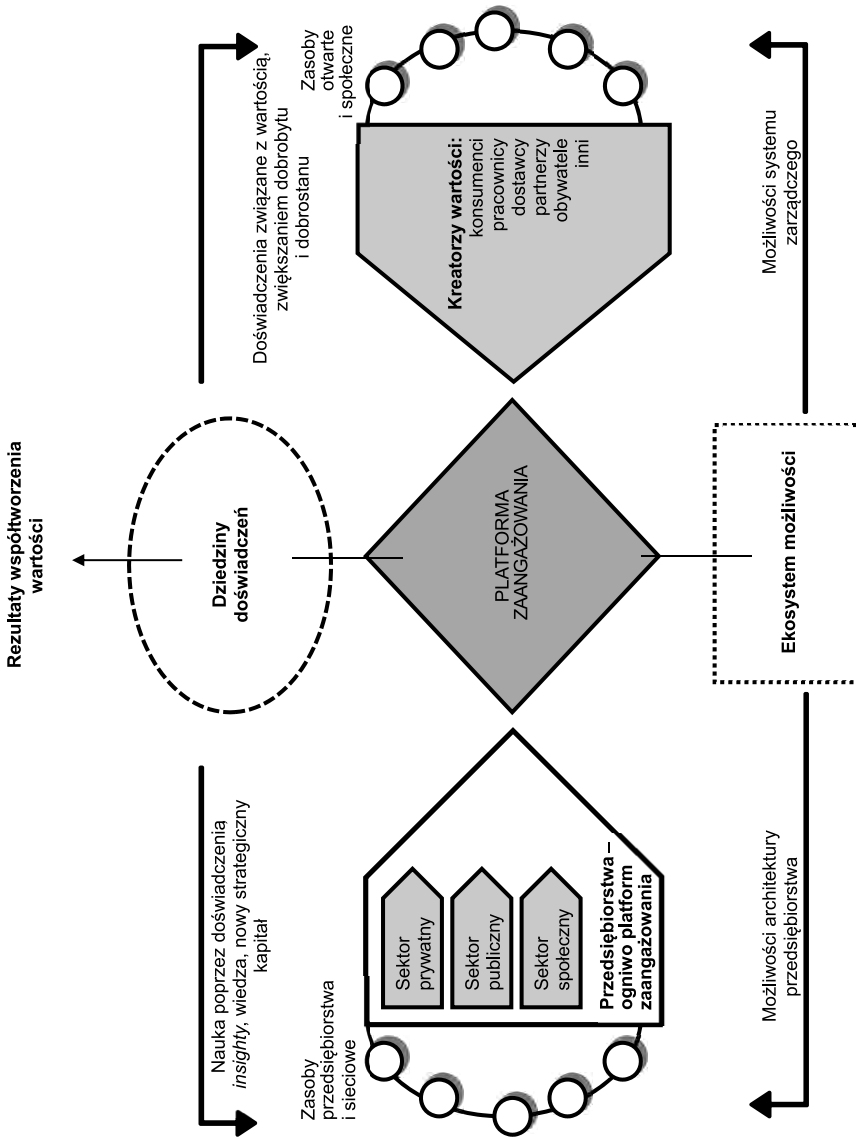 Rezultaty współtworzenia
wartości
Nauka poprzez doświadczenia
insighty, wiedza, nowy strategiczny
kapitał
Dziedziny
doświadczeń
Doświadczenia związane z wartością,
zwiększaniem dobrobytu
i dobrostanu
Zasoby
przedsiębiorstwa
i sieciowe
Zasoby
otwarte
i społeczne
Sektor
prywatny
Sektor
publiczny
Sektor
społeczny
Przedsiębiorstwa –
ogniwo platform
zaangażowania
PLATFORMA
ZAANGAŻOWANIA
Kreatorzy wartości:
konsumenci
pracownicy
dostawcy
partnerzy
obywatele
inni
Możliwości architektury
przedsiębiorstwa
Ekosystem możliwości
Możliwości systemu
zarządczego